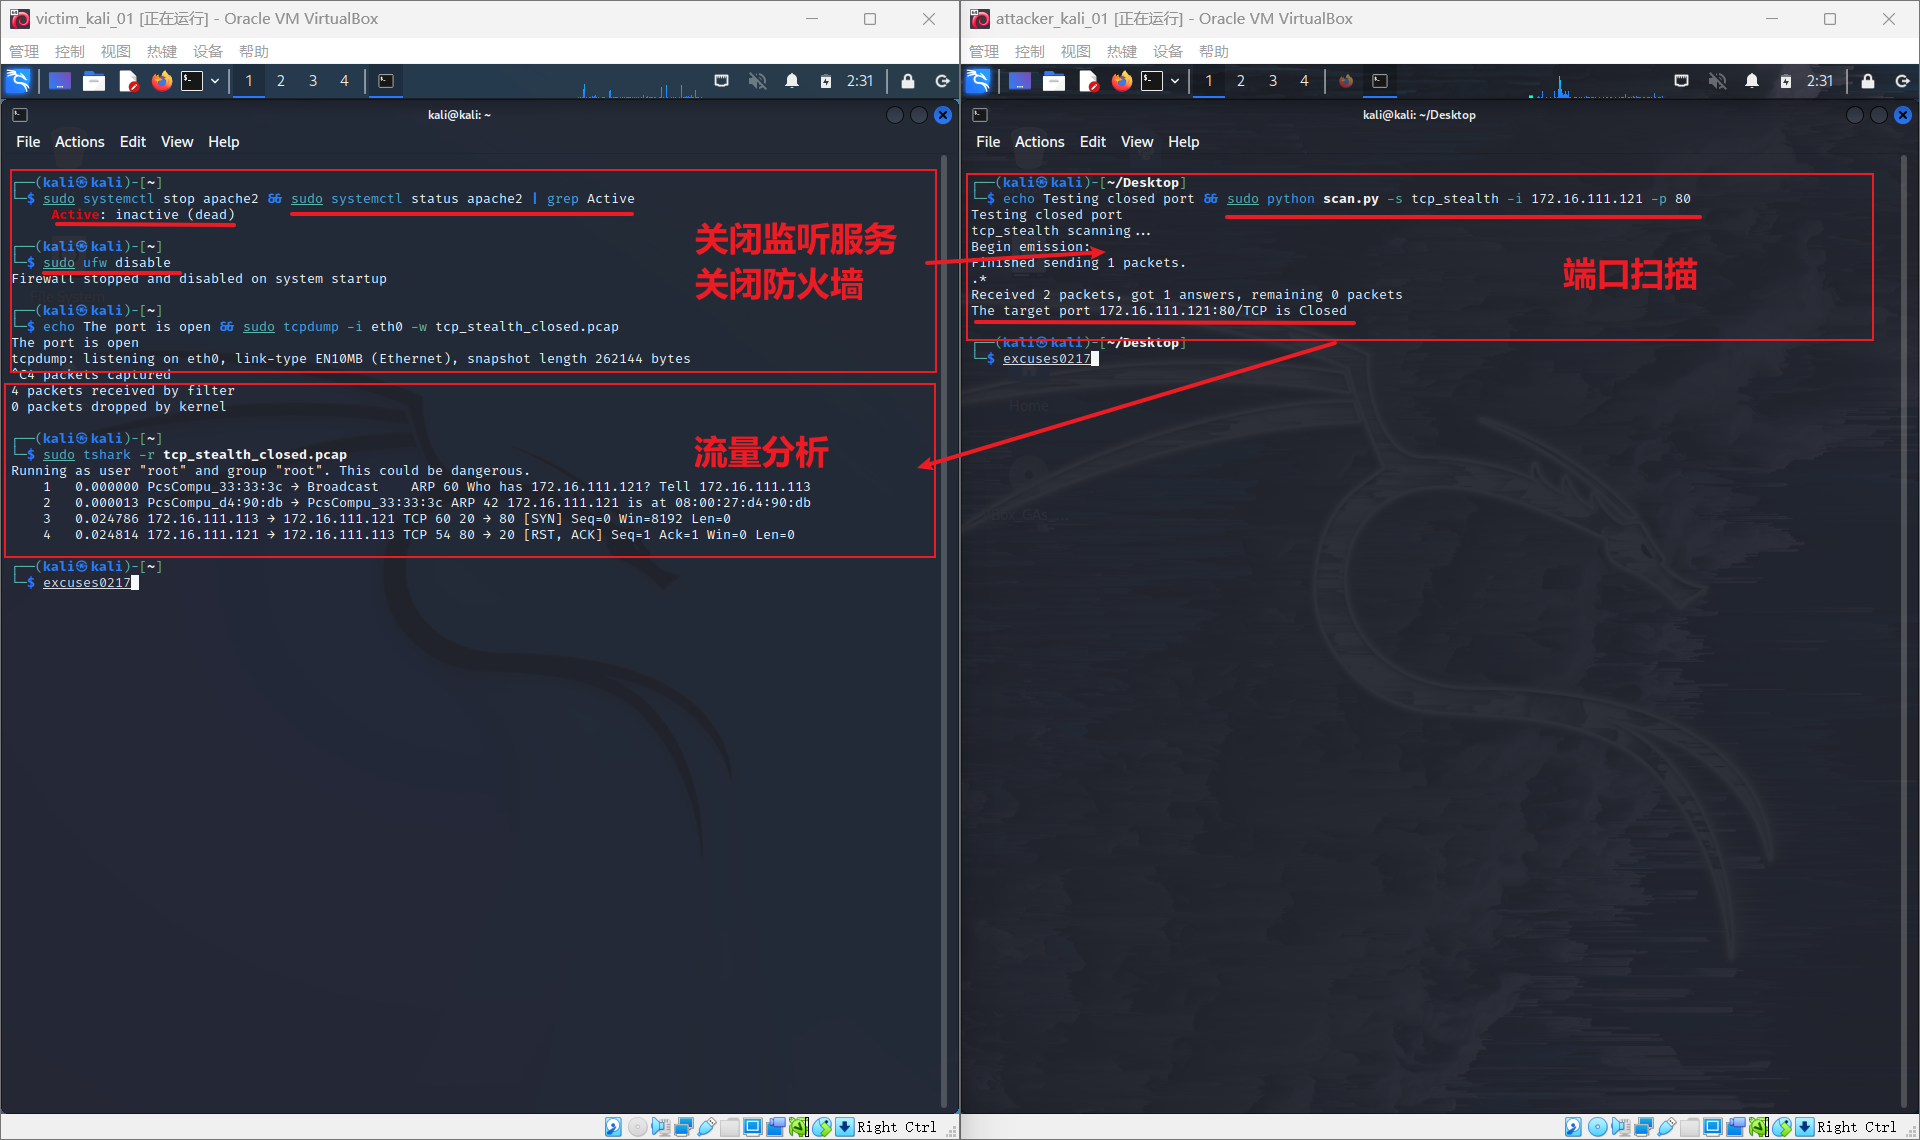 victim_kali_01 [正在运行] - Oracle VM VirtualBox
管理 控制 视图 热键 设备 帮助
1 2 3 4 2:31
kali@kali: ~
File Actions Edit View Help
┌──(kali㉿kali)-[~]
└─$ sudo systemctl stop apache2 && sudo systemctl status apache2 | grep Active
Active: inactive (dead)
┌──(kali㉿kali)-[~]
└─$ sudo ufw disable
Firewall stopped and disabled on system startup
关闭监听服务
关闭防火墙
┌──(kali㉿kali)-[~]
└─$ echo The port is open && sudo tcpdump -i eth0 -w tcp_stealth_closed.pcap
The port is open
tcpdump: listening on eth0, link-type EN10MB (Ethernet), snapshot length 262144 bytes
^C4 packets captured
4 packets received by filter
0 packets dropped by kernel
流量分析
┌──(kali㉿kali)-[~]
└─$ sudo tshark -r tcp_stealth_closed.pcap
Running as user "root" and group "root". This could be dangerous.
1 0.000000 PcsCompu_33:33:3c → Broadcast ARP 60 Who has 172.16.111.121? Tell 172.16.111.113
2 0.000013 PcsCompu_d4:90:db → PcsCompu_33:33:3c ARP 42 172.16.111.121 is at 08:00:27:d4:90:db
3 0.024786 172.16.111.113 → 172.16.111.121 TCP 60 20 → 80 [SYN] Seq=0 Win=8192 Len=0
4 0.024814 172.16.111.121 → 172.16.111.113 TCP 54 80 → 20 [RST, ACK] Seq=1 Ack=1 Win=0 Len=0
┌──(kali㉿kali)-[~]
└─$ excuses0217
Right Ctrl
attacker_kali_01 [正在运行] - Oracle VM VirtualBox
管理 控制 视图 热键 设备 帮助
1 2 3 4 2:31
kali@kali: ~/Desktop
File Actions Edit View Help
┌──(kali㉿kali)-[~/Desktop]
└─$ echo Testing closed port && sudo python scan.py -s tcp_stealth -i 172.16.111.121 -p 80
Testing closed port
tcp_stealth scanning...
Begin emission:
Finished sending 1 packets.
.*
Received 2 packets, got 1 answers, remaining 0 packets
The target port 172.16.111.121:80/TCP is Closed
端口扫描
┌──(kali㉿kali)-[~/Desktop]
└─$ excuses0217
Home
Right Ctrl